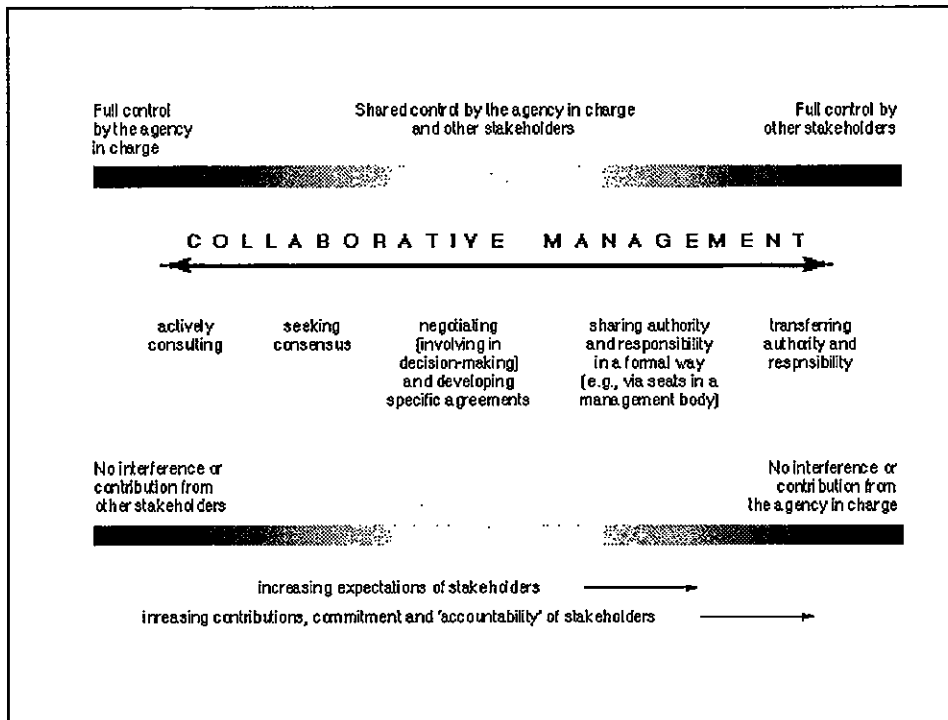 Full control
by the agency
in charge
Shared control by the agency in charge
and other stakeholders
Full control by
other stakeholders
COLLABORATIVE MANAGEMENT
actively
consulting
seeking
consensus
negotiating
(involving in
decision-making)
and developing
specific agreements
sharing authority
and responsibility
in a formal way
(e.g., via seats in a
management body)
transferring
authority and
respnsibility
No interference or
contribution from
other stakeholders
No interference or
contribution from
the agency in charge
increasing expectations of stakeholders
inreasing contributions, commitment and 'accountability' of stakeholders